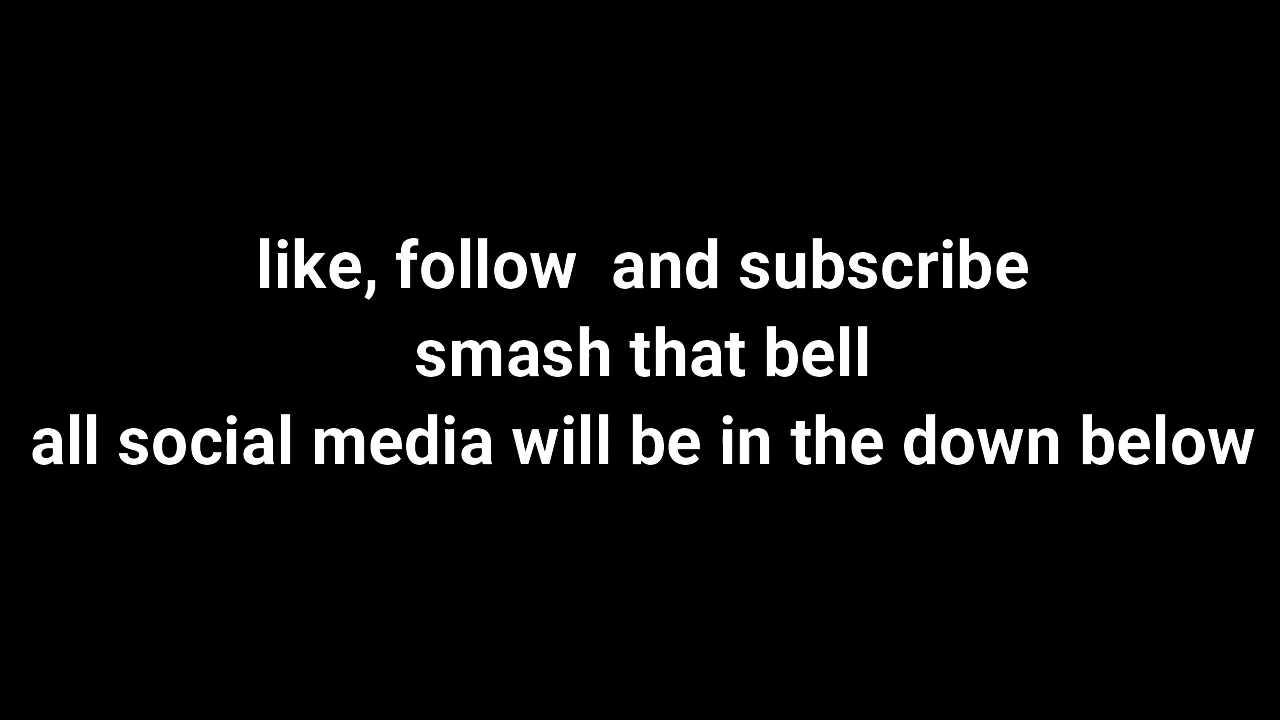 like, follow  and subscribe
smash that bell
all social media will be in the down below